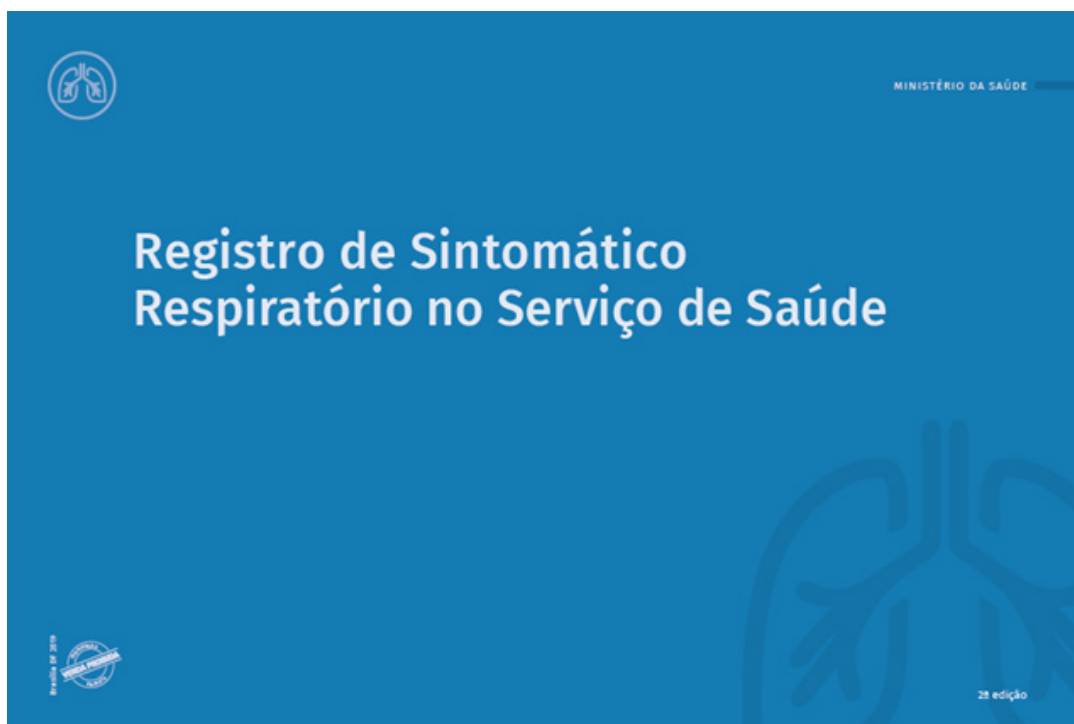 MINISTÉRIO DA SAÚDE
Registro de Sintomático
Respiratório no Serviço de Saúde
Brasília DF 2019
VENDA PROIBIDA
2ª edição